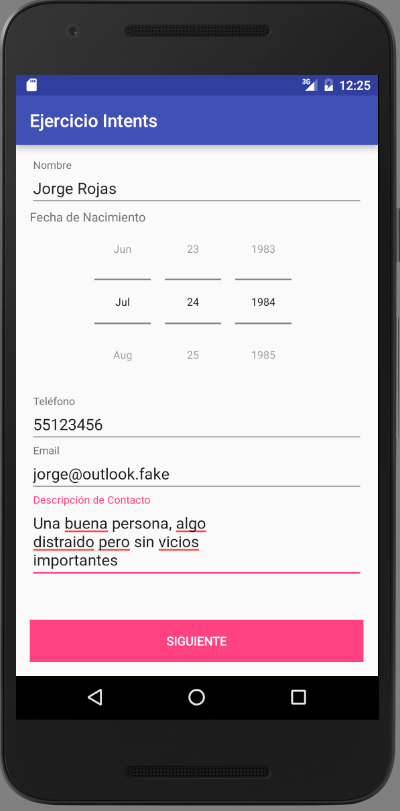 3G 12:25
Ejercicio Intents
Nombre
Jorge Rojas
Fecha de Nacimiento
Jun 23 1983
Jul 24 1984
Aug 25 1985
Teléfono
55123456
Email
jorge@outlook.fake
Descripción de Contacto
Una buena persona, algo
distraido pero sin vicios
importantes
SIGUIENTE